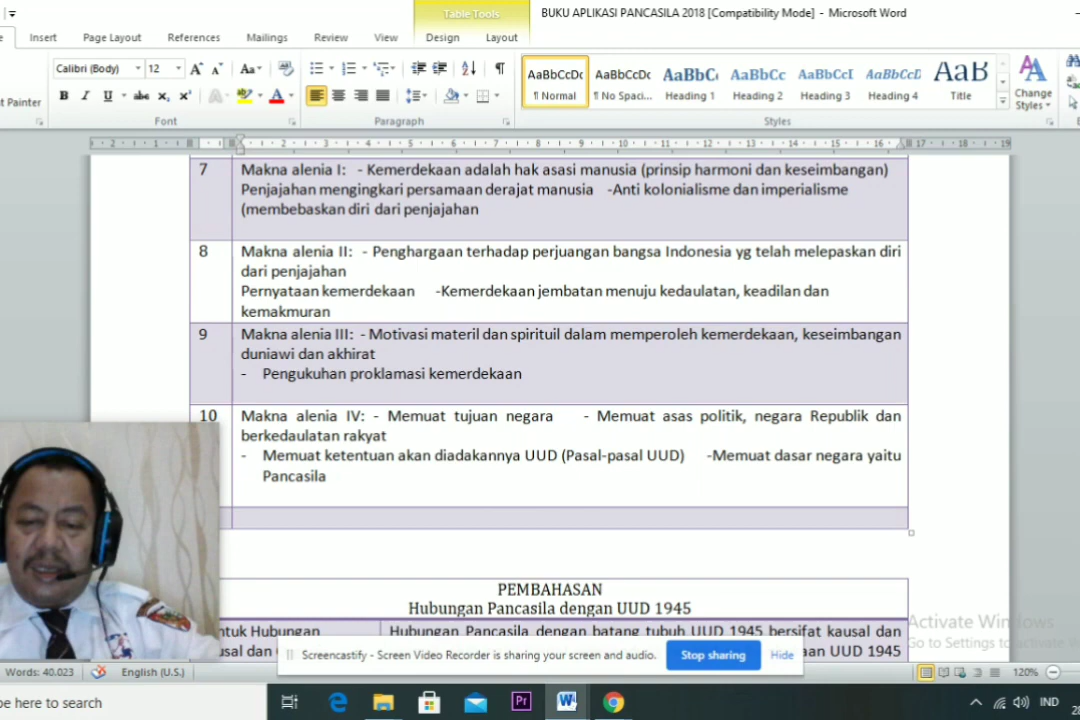 Table Tools
BUKU APLIKASI PANCASILA 2018 [Compatibility Mode] - Microsoft Word
Insert Page Layout References Mailings Review View Design Layout
Calibri (Body) 12
AaBbCcDc AaBbCcDc AaBbC AaBbCc AaBbCcI AaBbCcD AaB
t Painter
¶ Normal ¶ No Spaci... Heading 1 Heading 2 Heading 3 Heading 4 Title
Change
Styles
Font Paragraph Styles
7 Makna alenia I: - Kemerdekaan adalah hak asasi manusia (prinsip harmoni dan keseimbangan)
Penjajahan mengingkari persamaan derajat manusia -Anti kolonialisme dan imperialisme
(membebaskan diri dari penjajahan
8 Makna alenia II: - Penghargaan terhadap perjuangan bangsa Indonesia yg telah melepaskan diri
dari penjajahan
Pernyataan kemerdekaan -Kemerdekaan jembatan menuju kedaulatan, keadilan dan
kemakmuran
9 Makna alenia III: - Motivasi materil dan spirituil dalam memperoleh kemerdekaan, keseimbangan
duniawi dan akhirat
- Pengukuhan proklamasi kemerdekaan
10 Makna alenia IV: - Memuat tujuan negara - Memuat asas politik, negara Republik dan
berkedaulatan rakyat
- Memuat ketentuan akan diadakannya UUD (Pasal-pasal UUD) -Memuat dasar negara yaitu
Pancasila
PEMBAHASAN
Hubungan Pancasila dengan UUD 1945
ntuk Hubungan Hubungan Pancasila dengan batang tubuh UUD 1945 bersifat kausal dan
Activate Windows
Go to Settings to activate
Screencastify - Screen Video Recorder is sharing your screen and audio. Stop sharing Hide
Words: 40.023 English (U.S.) 120%
pe here to search
IND